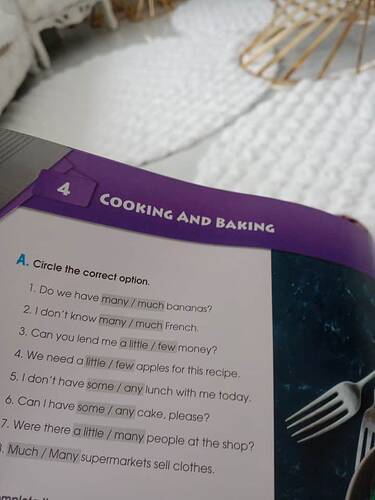 4
COOKING AND BAKING
A. Circle the correct option.
1. Do we have many / much bananas?
2. I don't know many / much French.
3. Can you lend me a little / few money?
4. We need a little / few apples for this recipe.
5. I don't have some / any lunch with me today.
6. Can I have some / any cake, please?
7. Were there a little / many people at the shop?
. Much / Many supermarkets sell clothes.